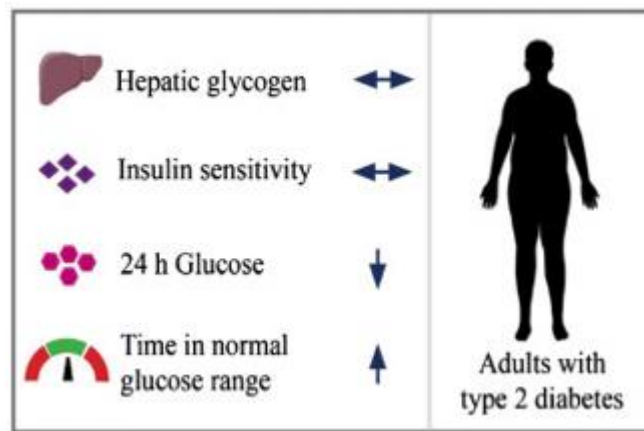 Hepatic glycogen
Insulin sensitivity
24 h Glucose
Time in normal
glucose range
Adults with
type 2 diabetes